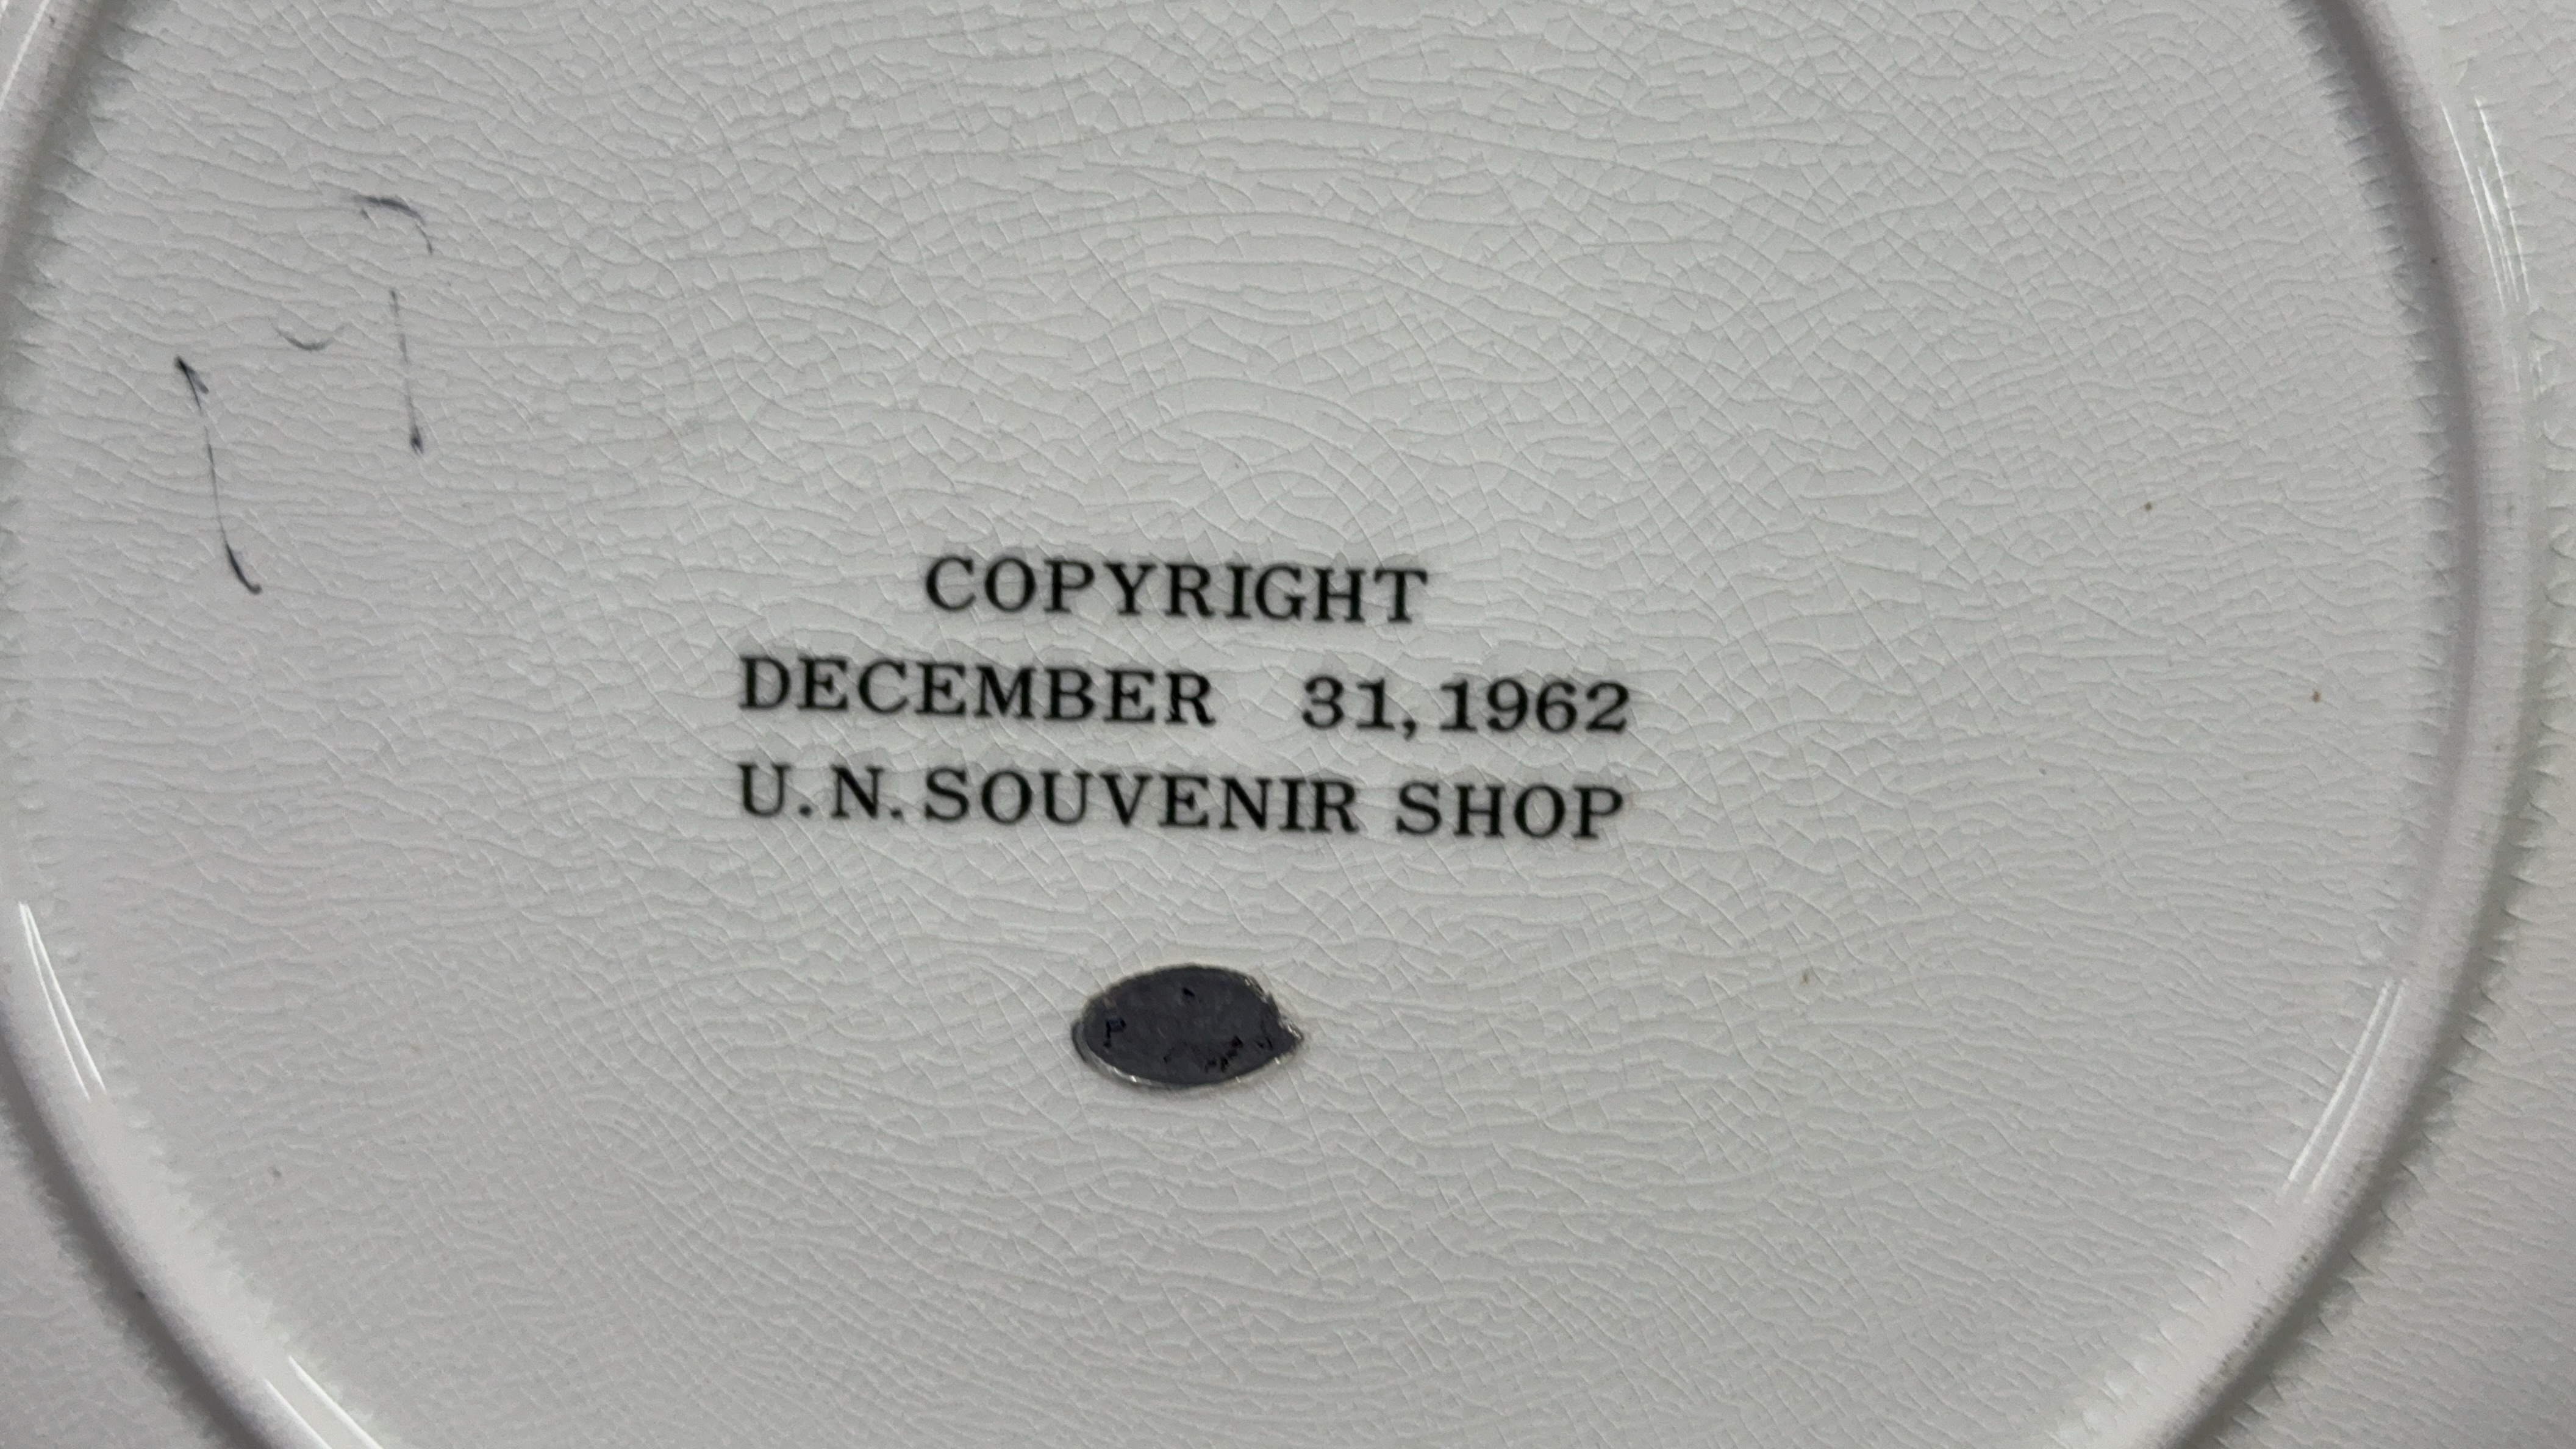 COPYRIGHT
DECEMBER 31, 1962
U.N. SOUVENIR SHOP